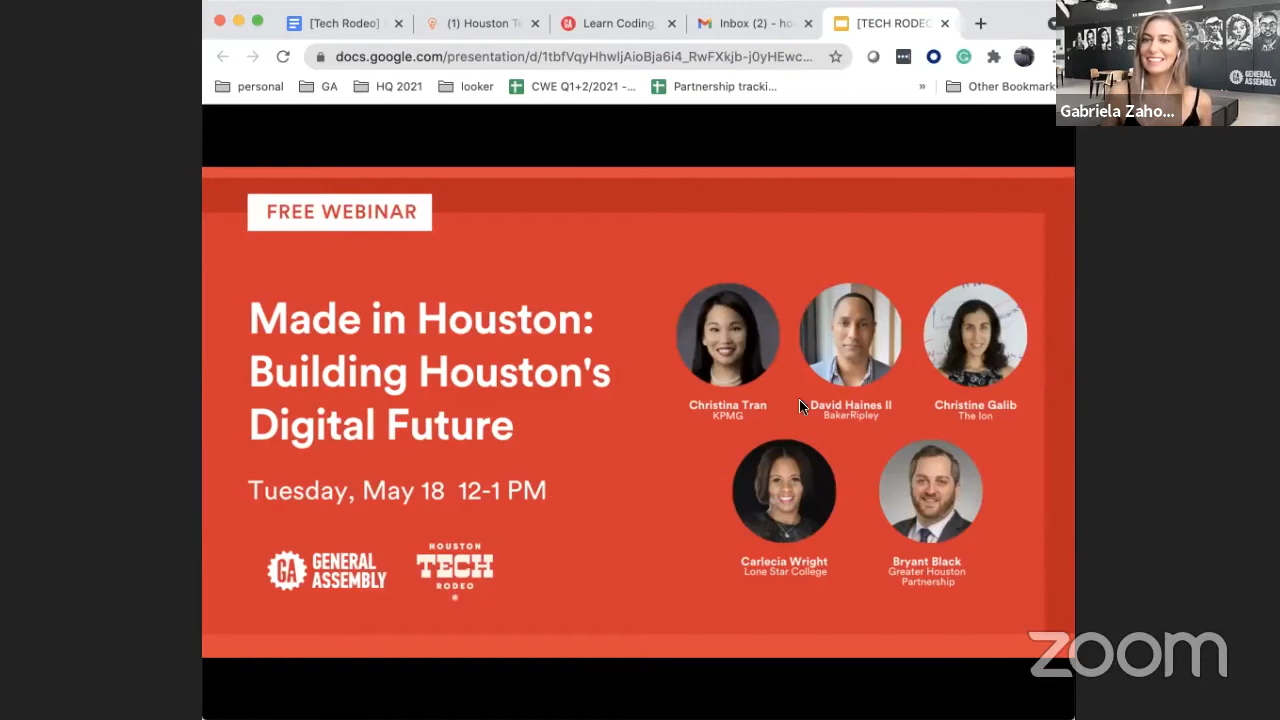 [Tech Rodeo]
(1) Houston Te
Learn Coding,
Inbox (2) - ho
[TECH RODEO
docs.google.com/presentation/d/1tbfVqyHhwljAioBja6i4_RwFXkjb-j0yHEwc...
personal
GA
HQ 2021
looker
CWE Q1+2/2021 -...
Partnership tracki...
»
Other Bookmark
GENERAL
ASSEMBLY
Gabriela Zaho...
FREE WEBINAR
Made in Houston:
Building Houston's
Digital Future
Tuesday, May 18 12-1 PM
GA GENERAL
ASSEMBLY
HOUSTON
TECH
RODEO
Christina Tran
KPMG
David Haines II
BakerRipley
Christine Galib
The Ion
Carlecia Wright
Lone Star College
Bryant Black
Greater Houston
Partnership
zoom